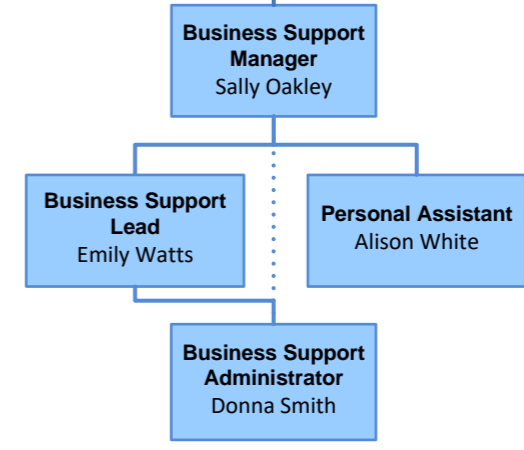 Business Support
Manager
Sally Oakley
Business Support
Lead
Emily Watts
Personal Assistant
Alison White
Business Support
Administrator
Donna Smith